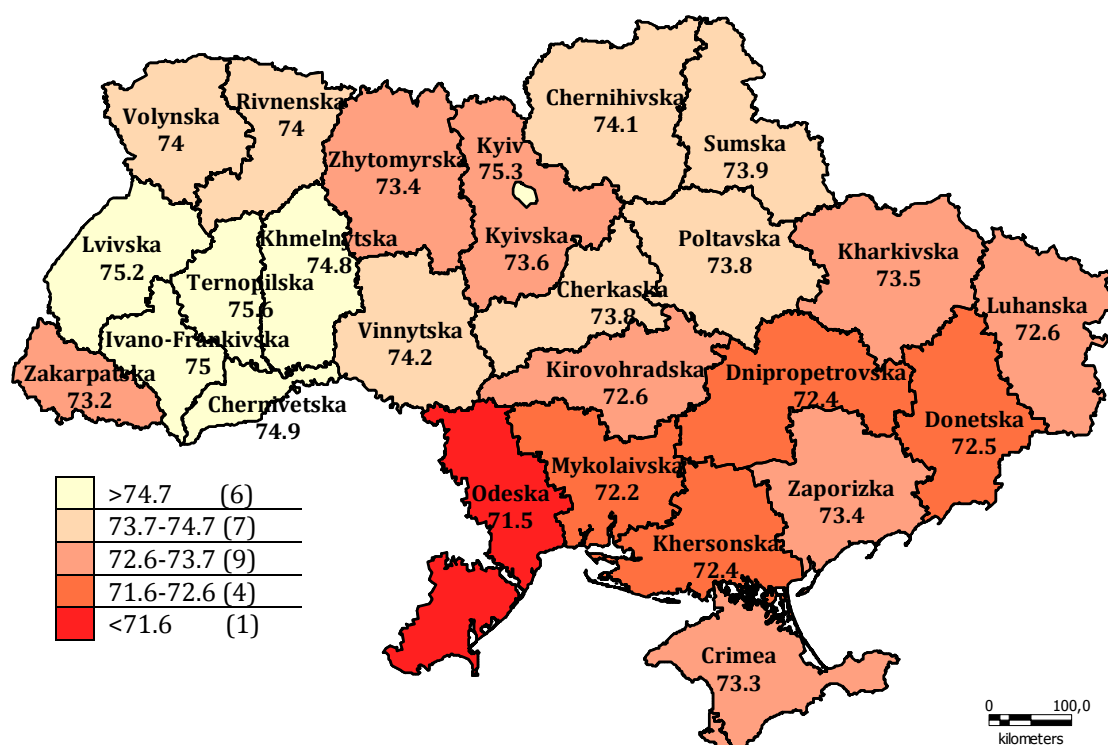 Volynska
74
Rivnenska
74
Zhytomyrska
73.4
Kyiv
75.3
Chernihivska
74.1
Sumska
73.9
Lvivska
75.2
Ternopilska
75.6
Khmelnytska
74.8
Kyivska
73.6
Poltavska
73.8
Kharkivska
73.5
Luhanska
72.6
Cherkaska
73.8
Vinnytska
74.2
Ivano-Frankivska
75
Zakarpatska
73.2
Chernivetska
74.9
Kirovohradska
72.6
Dnipropetrovska
72.4
Donetska
72.5
Odeska
71.5
Mykolaivska
72.2
Zaporizka
73.4
Khersonska
72.4
Crimea
73.3
>74.7 (6)
73.7-74.7 (7)
72.6-73.7 (9)
71.6-72.6 (4)
<71.6 (1)
0 100,0
kilometers